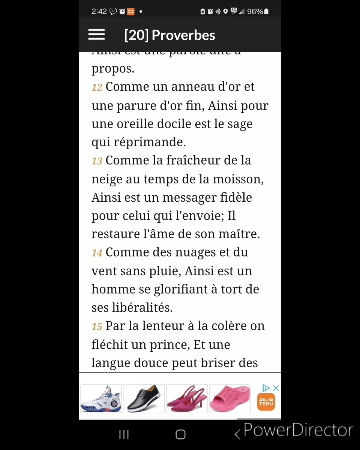 2:42
96%
[20] Proverbs
Ainsi est une parole dite à
propos.
12 Comme un anneau d'or et
une parure d'or fin, Ainsi pour
une oreille docile est le sage
qui réprimande.
13 Comme la fraîcheur de la
neige au temps de la moisson,
Ainsi est un messager fidèle
pour celui qui l'envoie; Il
restaure l'âme de son maître.
14 Comme des nuages et du
vent sans pluie, Ainsi est un
homme se glorifiant à tort de
ses libéralités.
15 Par la lenteur à la colère on
fléchit un prince, Et une
langue douce peut briser des
TEMU
PowerDirector